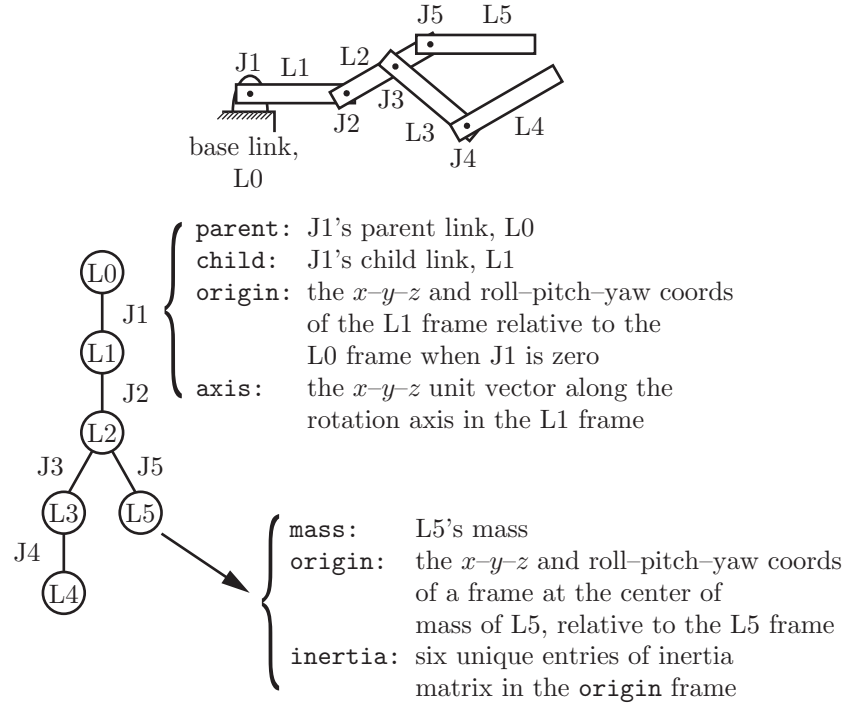 J5 L5
J1 L1 L2
J3
J2
L3 L4
J4
base link,
L0
parent: J1's parent link, L0
child: J1's child link, L1
origin: the x–y–z and roll–pitch–yaw coords
of the L1 frame relative to the
L0 frame when J1 is zero
axis: the x–y–z unit vector along the
rotation axis in the L1 frame
L0
J1
L1
J2
L2
J3 J5
L3 L5
J4
L4
mass: L5's mass
origin: the x–y–z and roll–pitch–yaw coords
of a frame at the center of
mass of L5, relative to the L5 frame
inertia: six unique entries of inertia
matrix in the origin frame